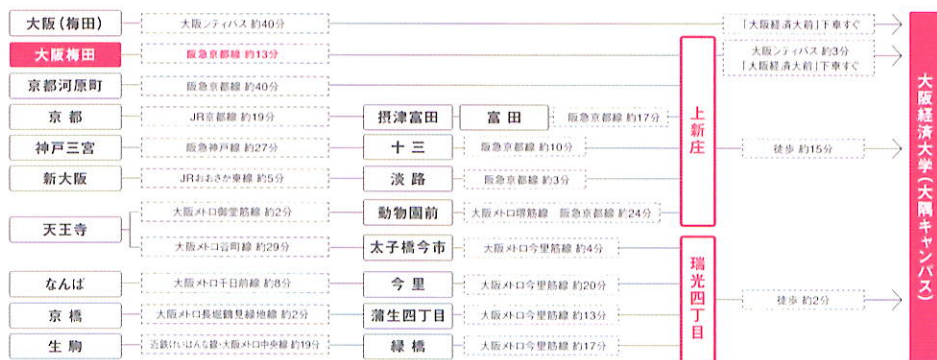 大阪(梅田) 大阪シティバス 約40分 「大阪経済大前」下車すぐ
大阪梅田 阪急京都線 約13分
京都河原町 阪急京都線 約40分
京都 JR京都線 約19分 摂津富田 富田 阪急京都線 約17分
神戸三宮 阪急神戸線 約27分 十三 阪急京都線 約10分
新大阪 JRおおさか東線 約5分 淡路 阪急京都線 約3分
天王寺
大阪メトロ御堂筋線 約2分 動物園前 大阪メトロ堺筋線 阪急京都線 約24分
大阪メトロ谷町線 約29分 太子橋今市 大阪メトロ今里筋線 約4分
なんば 大阪メトロ千日前線 約8分 今里 大阪メトロ今里筋線 約20分
京橋 大阪メトロ長堀鶴見緑地線 約2分 蒲生四丁目 大阪メトロ今里筋線 約13分
生駒 近鉄けいはんな線・大阪メトロ中央線 約19分 緑橋 大阪メトロ今里筋線 約17分
上新庄
大阪シティバス 約3分
「大阪経済大前」下車すぐ
徒歩 約15分
瑞光四丁目
徒歩 約2分
大阪経済大学(大隅キャンパス)